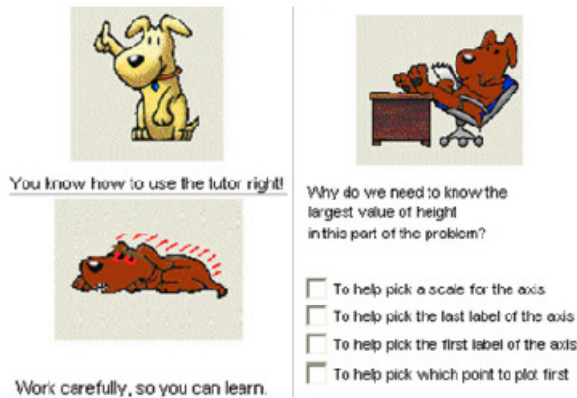 You know how to use the tutor right!
Work carefully, so you can learn.
Why do we need to know the
largest value of height
in this part of the problem?
To help pick a scale for the axis
To help pick the last label of the axis
To help pick the first label of the axis
To help pick which point to plot first